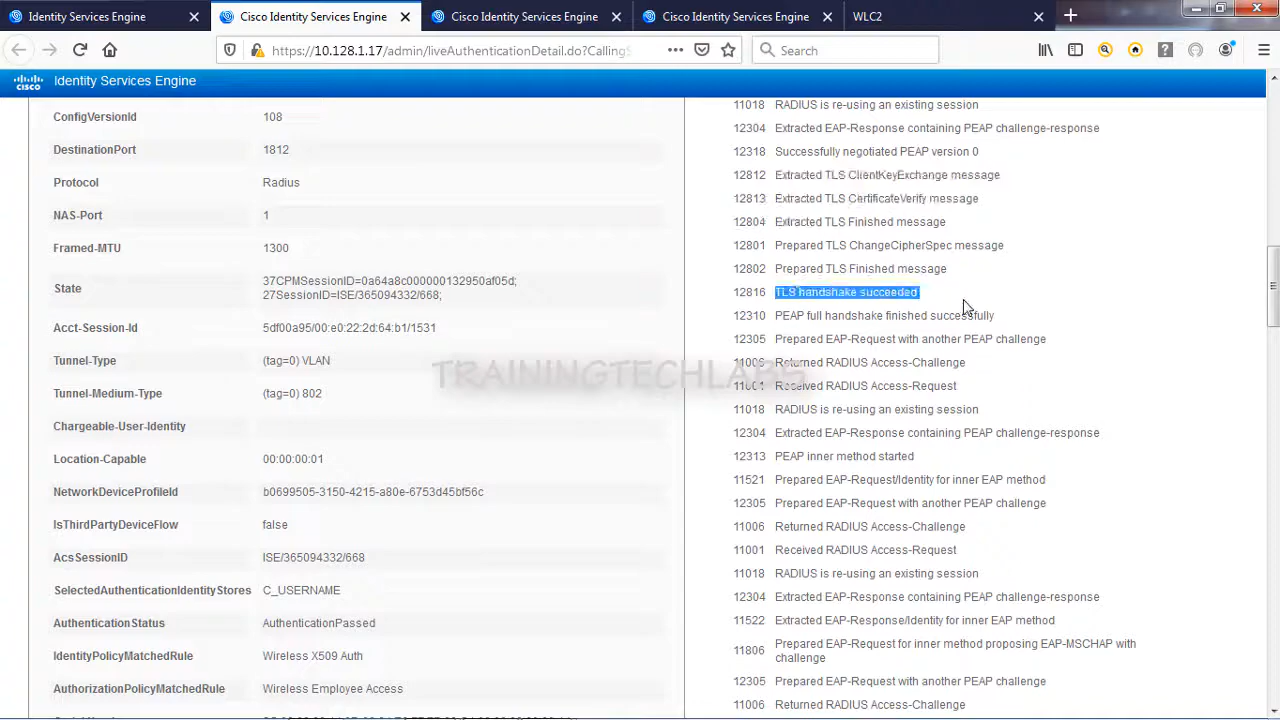 Identity Services Engine
Cisco Identity Services Engine
Cisco Identity Services Engine
Cisco Identity Services Engine
WLC2
https://10.128.1.17/admin/liveAuthenticationDetail.do?Calling
Search
cisco
Identity Services Engine
ConfigVersionId 108
DestinationPort 1812
Protocol Radius
NAS-Port 1
Framed-MTU 1300
State 37CPMSessionID=0a64a8c000000132950af05d;
27SessionID=ISE/365094332/668;
Acct-Session-Id 5df00a95/00:e0:22:2d:64:b1/1531
Tunnel-Type (tag=0) VLAN
Tunnel-Medium-Type (tag=0) 802
Chargeable-User-Identity
Location-Capable 00:00:00:01
NetworkDeviceProfileId b0699505-3150-4215-a80e-6753d45bf56c
IsThirdPartyDeviceFlow false
AcsSessionID ISE/365094332/668
SelectedAuthenticationIdentityStores C_USERNAME
AuthenticationStatus AuthenticationPassed
IdentityPolicyMatchedRule Wireless X509 Auth
AuthorizationPolicyMatchedRule Wireless Employee Access
11018 RADIUS is re-using an existing session
12304 Extracted EAP-Response containing PEAP challenge-response
12318 Successfully negotiated PEAP version 0
12812 Extracted TLS ClientKeyExchange message
12813 Extracted TLS CertificateVerify message
12804 Extracted TLS Finished message
12801 Prepared TLS ChangeCipherSpec message
12802 Prepared TLS Finished message
12816 TLS handshake succeeded
12310 PEAP full handshake finished successfully
12305 Prepared EAP-Request with another PEAP challenge
11006 Returned RADIUS Access-Challenge
11001 Received RADIUS Access-Request
11018 RADIUS is re-using an existing session
12304 Extracted EAP-Response containing PEAP challenge-response
12313 PEAP inner method started
11521 Prepared EAP-Request/Identity for inner EAP method
12305 Prepared EAP-Request with another PEAP challenge
11006 Returned RADIUS Access-Challenge
11001 Received RADIUS Access-Request
11018 RADIUS is re-using an existing session
12304 Extracted EAP-Response containing PEAP challenge-response
11522 Extracted EAP-Response/Identity for inner EAP method
11806 Prepared EAP-Request for inner method proposing EAP-MSCHAP with
challenge
12305 Prepared EAP-Request with another PEAP challenge
11006 Returned RADIUS Access-Challenge
TRAININGTECHLABS